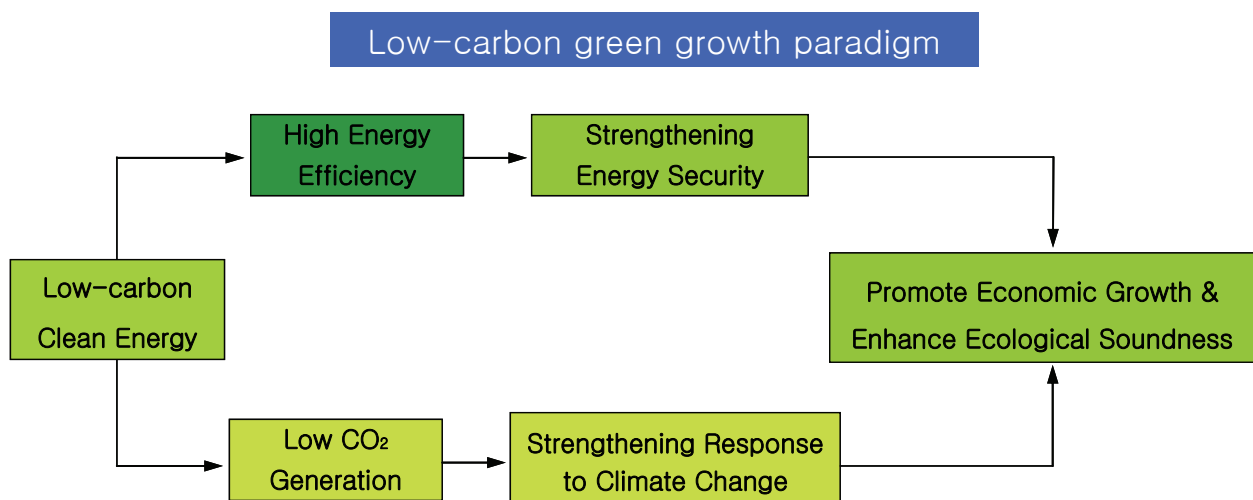 Low-carbon green growth paradigm
High Energy
Efficiency
Strengthening
Energy Security
Low-carbon
Clean Energy
Promote Economic Growth &
Enhance Ecological Soundness
Low CO₂
Generation
Strengthening Response
to Climate Change